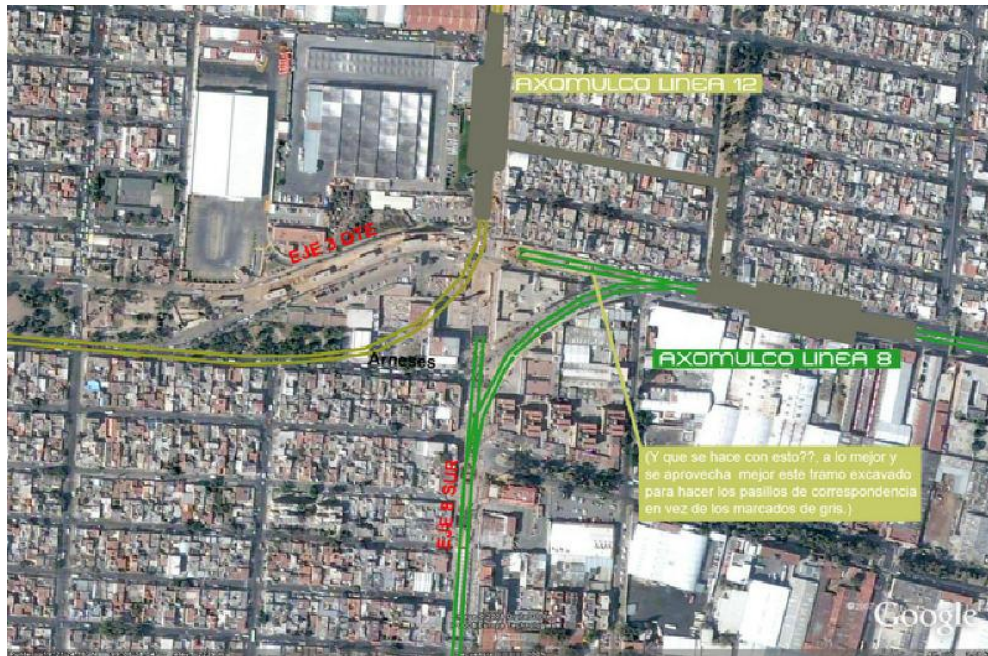 AXOMULCO LINEA 12
EJE 3 OTE
Arneses
AXOMULCO LINEA 8
EJE 8 SUR
(Y que se hace con esto??, a lo mejor y
se aprovecha mejor este tramo excavado
para hacer los pasillos de correspondencia
en vez de los marcados de gris.)
Google